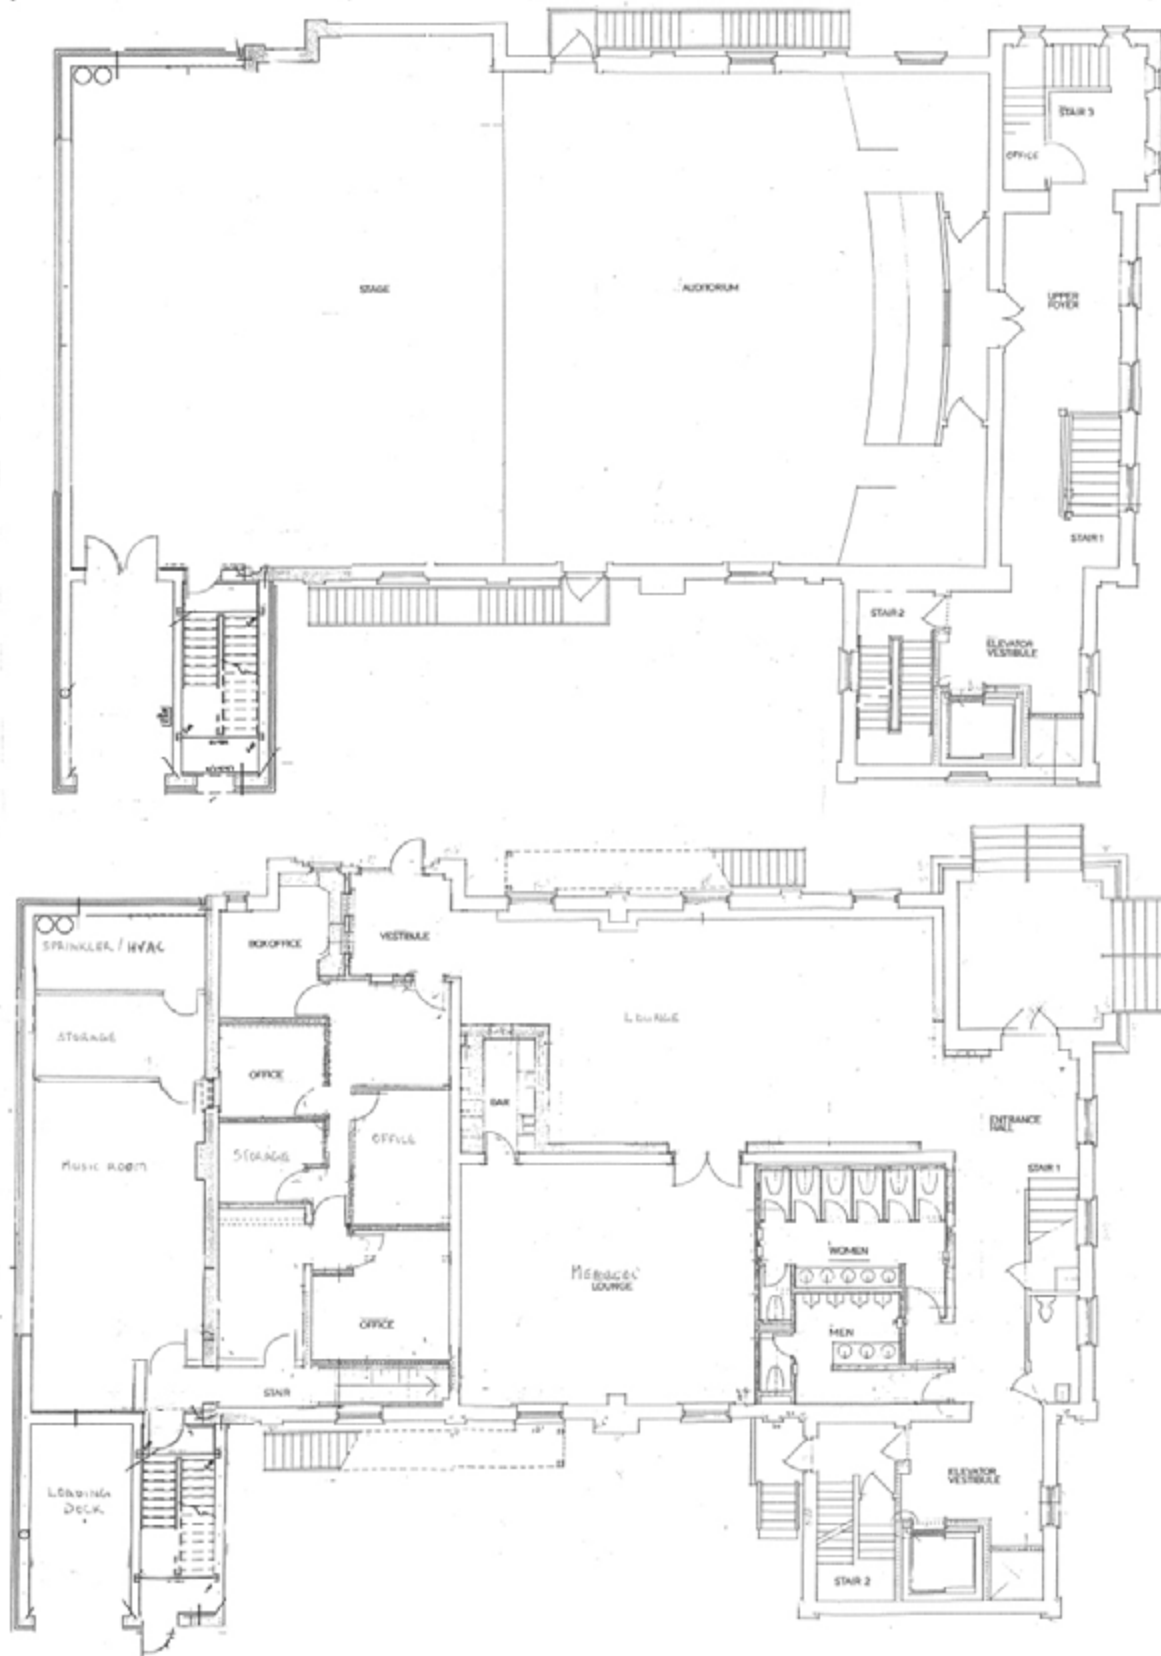 STAIR 3
OFFICE
STAGE
AUDITORIUM
UPPER
FOYER
STAIR 1
STAIR 2
ELEVATOR
VESTIBULE
SPRINKLER / HVAC
BOX OFFICE
VESTIBULE
LOUNGE
STORAGE
OFFICE
BAR
ENTRANCE
HALL
OFFICE
STORAGE
MUSIC ROOM
STAIR 1
WOMEN
LOUNGE
OFFICE
MEN
STAIR
LOADING
DOCK
ELEVATOR
VESTIBULE
STAIR 2